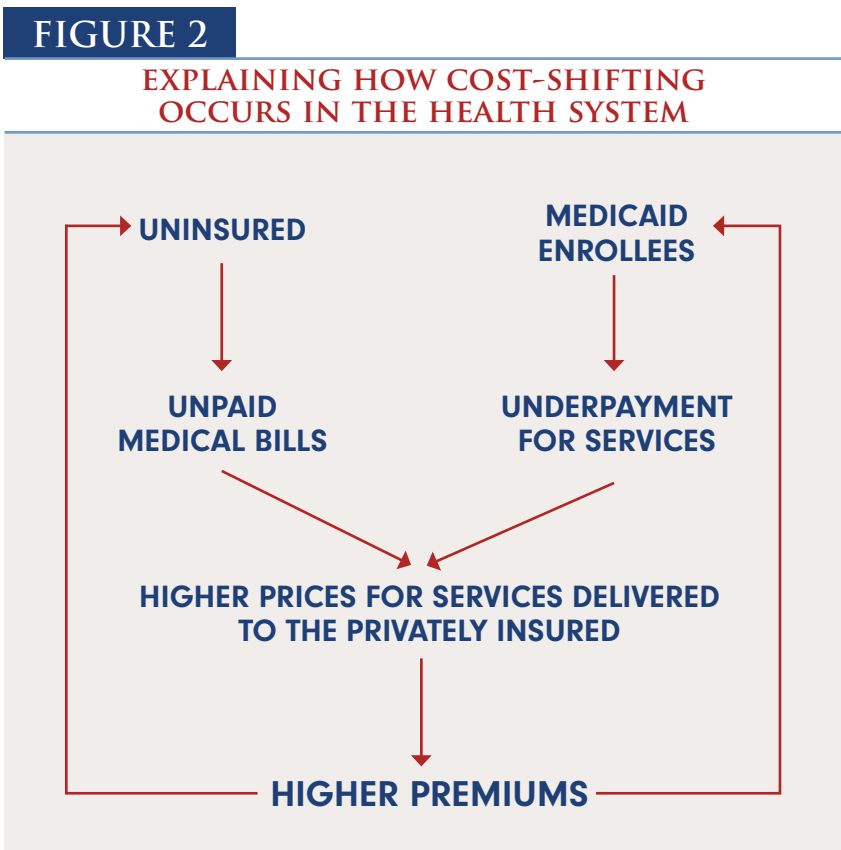 FIGURE 2
EXPLAINING HOW COST-SHIFTING
OCCURS IN THE HEALTH SYSTEM
UNINSURED
MEDICAID
ENROLLEES
UNPAID
MEDICAL BILLS
UNDERPAYMENT
FOR SERVICES
HIGHER PRICES FOR SERVICES DELIVERED
TO THE PRIVATELY INSURED
HIGHER PREMIUMS